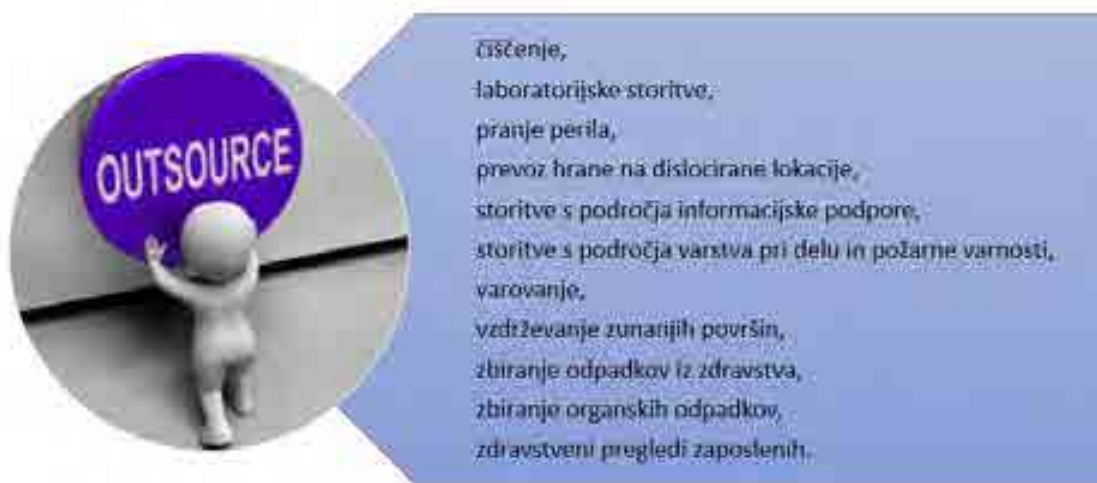 OUTSOURCE
čiščenje,
laboratorijske storitve,
pranje perila,
prevoz hrane na dislocirane lokacije,
storitve s področja informacijske podpore,
storitve s področja varstva pri delu in požarne varnosti,
varovanje,
vzdrževanje zunanjih površin,
zbiranje odpadkov iz zdravstva,
zbiranje organskih odpadkov,
zdravstveni pregledi zaposlenih.